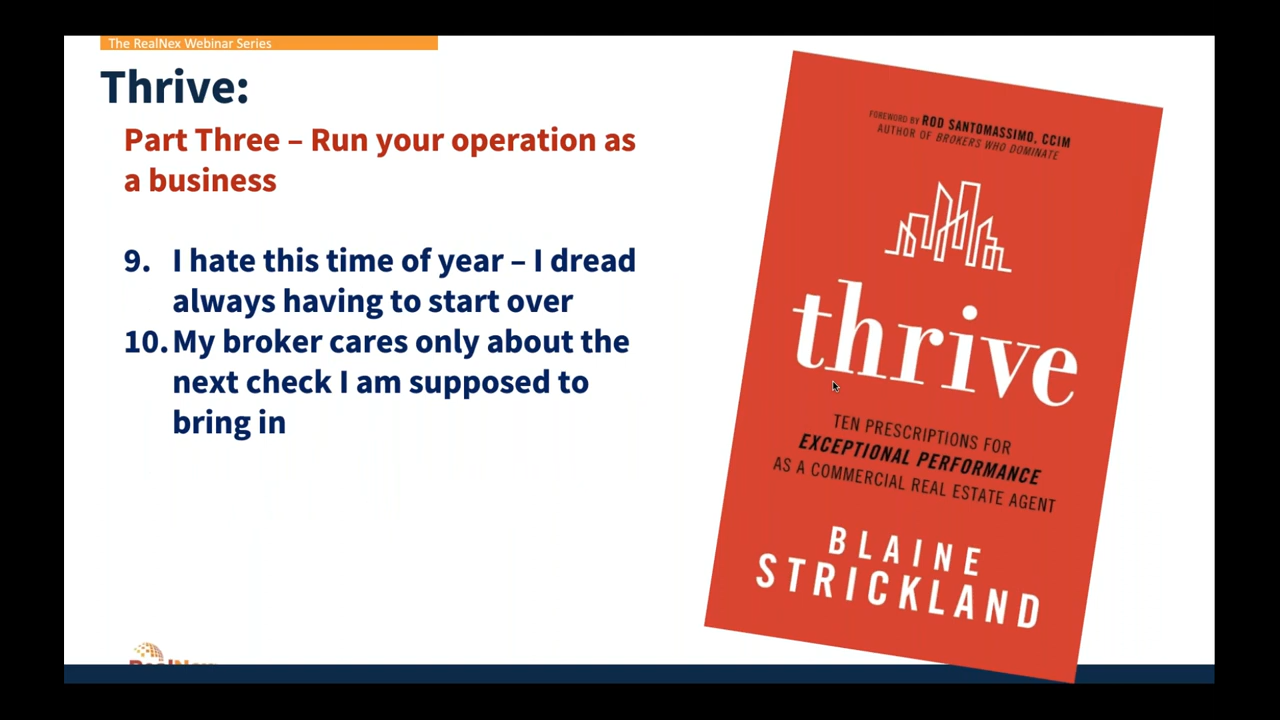 The RealNex Webinar Series
Thrive:
Part Three – Run your operation as
a business
9. I hate this time of year – I dread
always having to start over
10. My broker cares only about the
next check I am supposed to
bring in
FOREWORD BY ROD SANTOMASSIMO, CCIM
AUTHOR OF BROKERS WHO DOMINATE
thrive
TEN PRESCRIPTIONS FOR
EXCEPTIONAL PERFORMANCE
AS A COMMERCIAL REAL ESTATE AGENT
BLAINE
STRICKLAND
RealNex